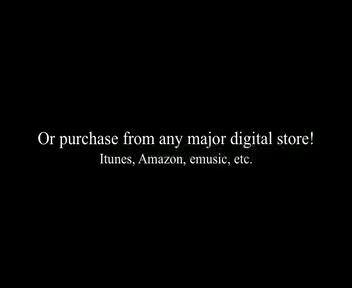 Or purchase from any major digital store!
Itunes, Amazon, emusic, etc.